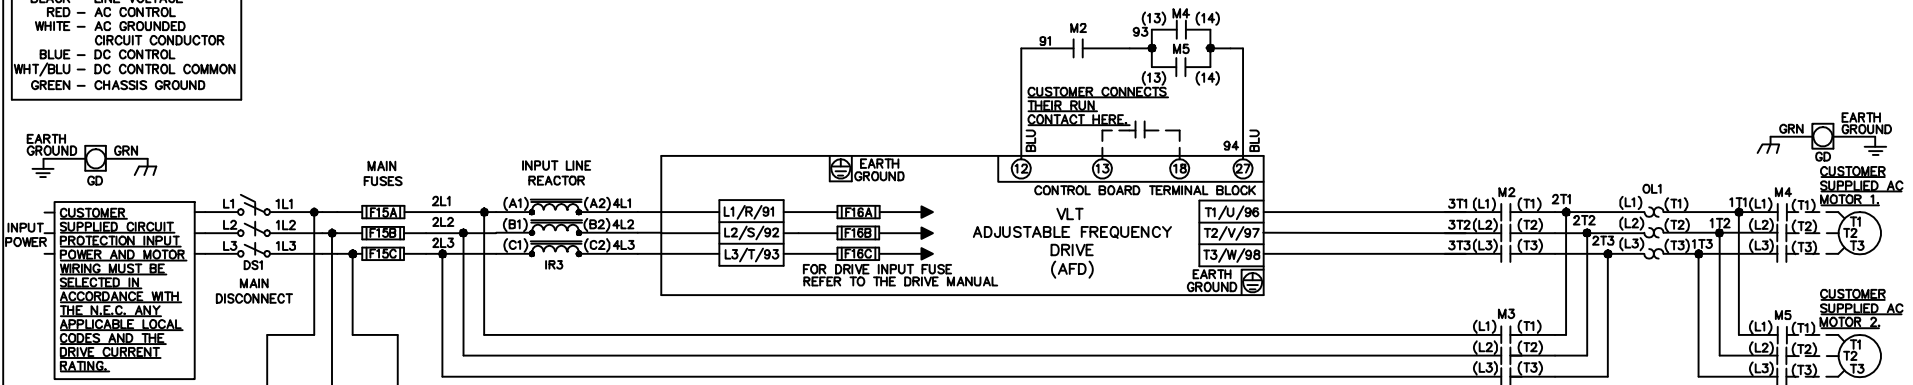 RED – AC CONTROL
WHITE – AC GROUNDED
CIRCUIT CONDUCTOR
BLUE – DC CONTROL
WHT/BLU – DC CONTROL COMMON
GREEN – CHASSIS GROUND
EARTH
GROUND
GRN
GD
INPUT
POWER
CUSTOMER
SUPPLIED CIRCUIT
PROTECTION INPUT
POWER AND MOTOR
WIRING MUST BE
SELECTED IN
ACCORDANCE WITH
THE N.E.C. ANY
APPLICABLE LOCAL
CODES AND THE
DRIVE CURRENT
RATING.
L1 1L1
L2 1L2
L3 1L3
DS1
MAIN
DISCONNECT
MAIN
FUSES
F15A
F15B
F15C
2L1
2L2
2L3
INPUT LINE
REACTOR
(A1) (A2) 4L1
(B1) (B2) 4L2
(C1) (C2) 4L3
IR3
L1/R/91
L2/S/92
L3/T/93
F16A
F16B
F16C
FOR DRIVE INPUT FUSE
REFER TO THE DRIVE MANUAL
EARTH
GROUND
91
M2
93
(13) M4 (14)
M5
(13) (14)
CUSTOMER CONNECTS
THEIR RUN
CONTACT HERE.
BLU
94
BLU
12
13
18
27
CONTROL BOARD TERMINAL BLOCK
VLT
ADJUSTABLE FREQUENCY
DRIVE
(AFD)
T1/U/96
T2/V/97
T3/W/98
EARTH
GROUND
M2
3T1 (L1) (T1) 2T1
3T2 (L2) (T2) 2T2
3T3 (L3) (T3) 2T3
M3
(L1) (T1)
(L2) (T2)
(L3) (T3)
OL1
(L1) (T1) 1T1
(L2) (T2) 1T2
(L3) (T3) 1T3
GRN
EARTH
GROUND
GD
CUSTOMER
SUPPLIED AC
MOTOR 1.
M4
(L1) (T1)
(L2) (T2)
(L3) (T3)
T1
T2
T3
CUSTOMER
SUPPLIED AC
MOTOR 2.
M5
(L1) (T1)
(L2) (T2)
(L3) (T3)
T1
T2
T3